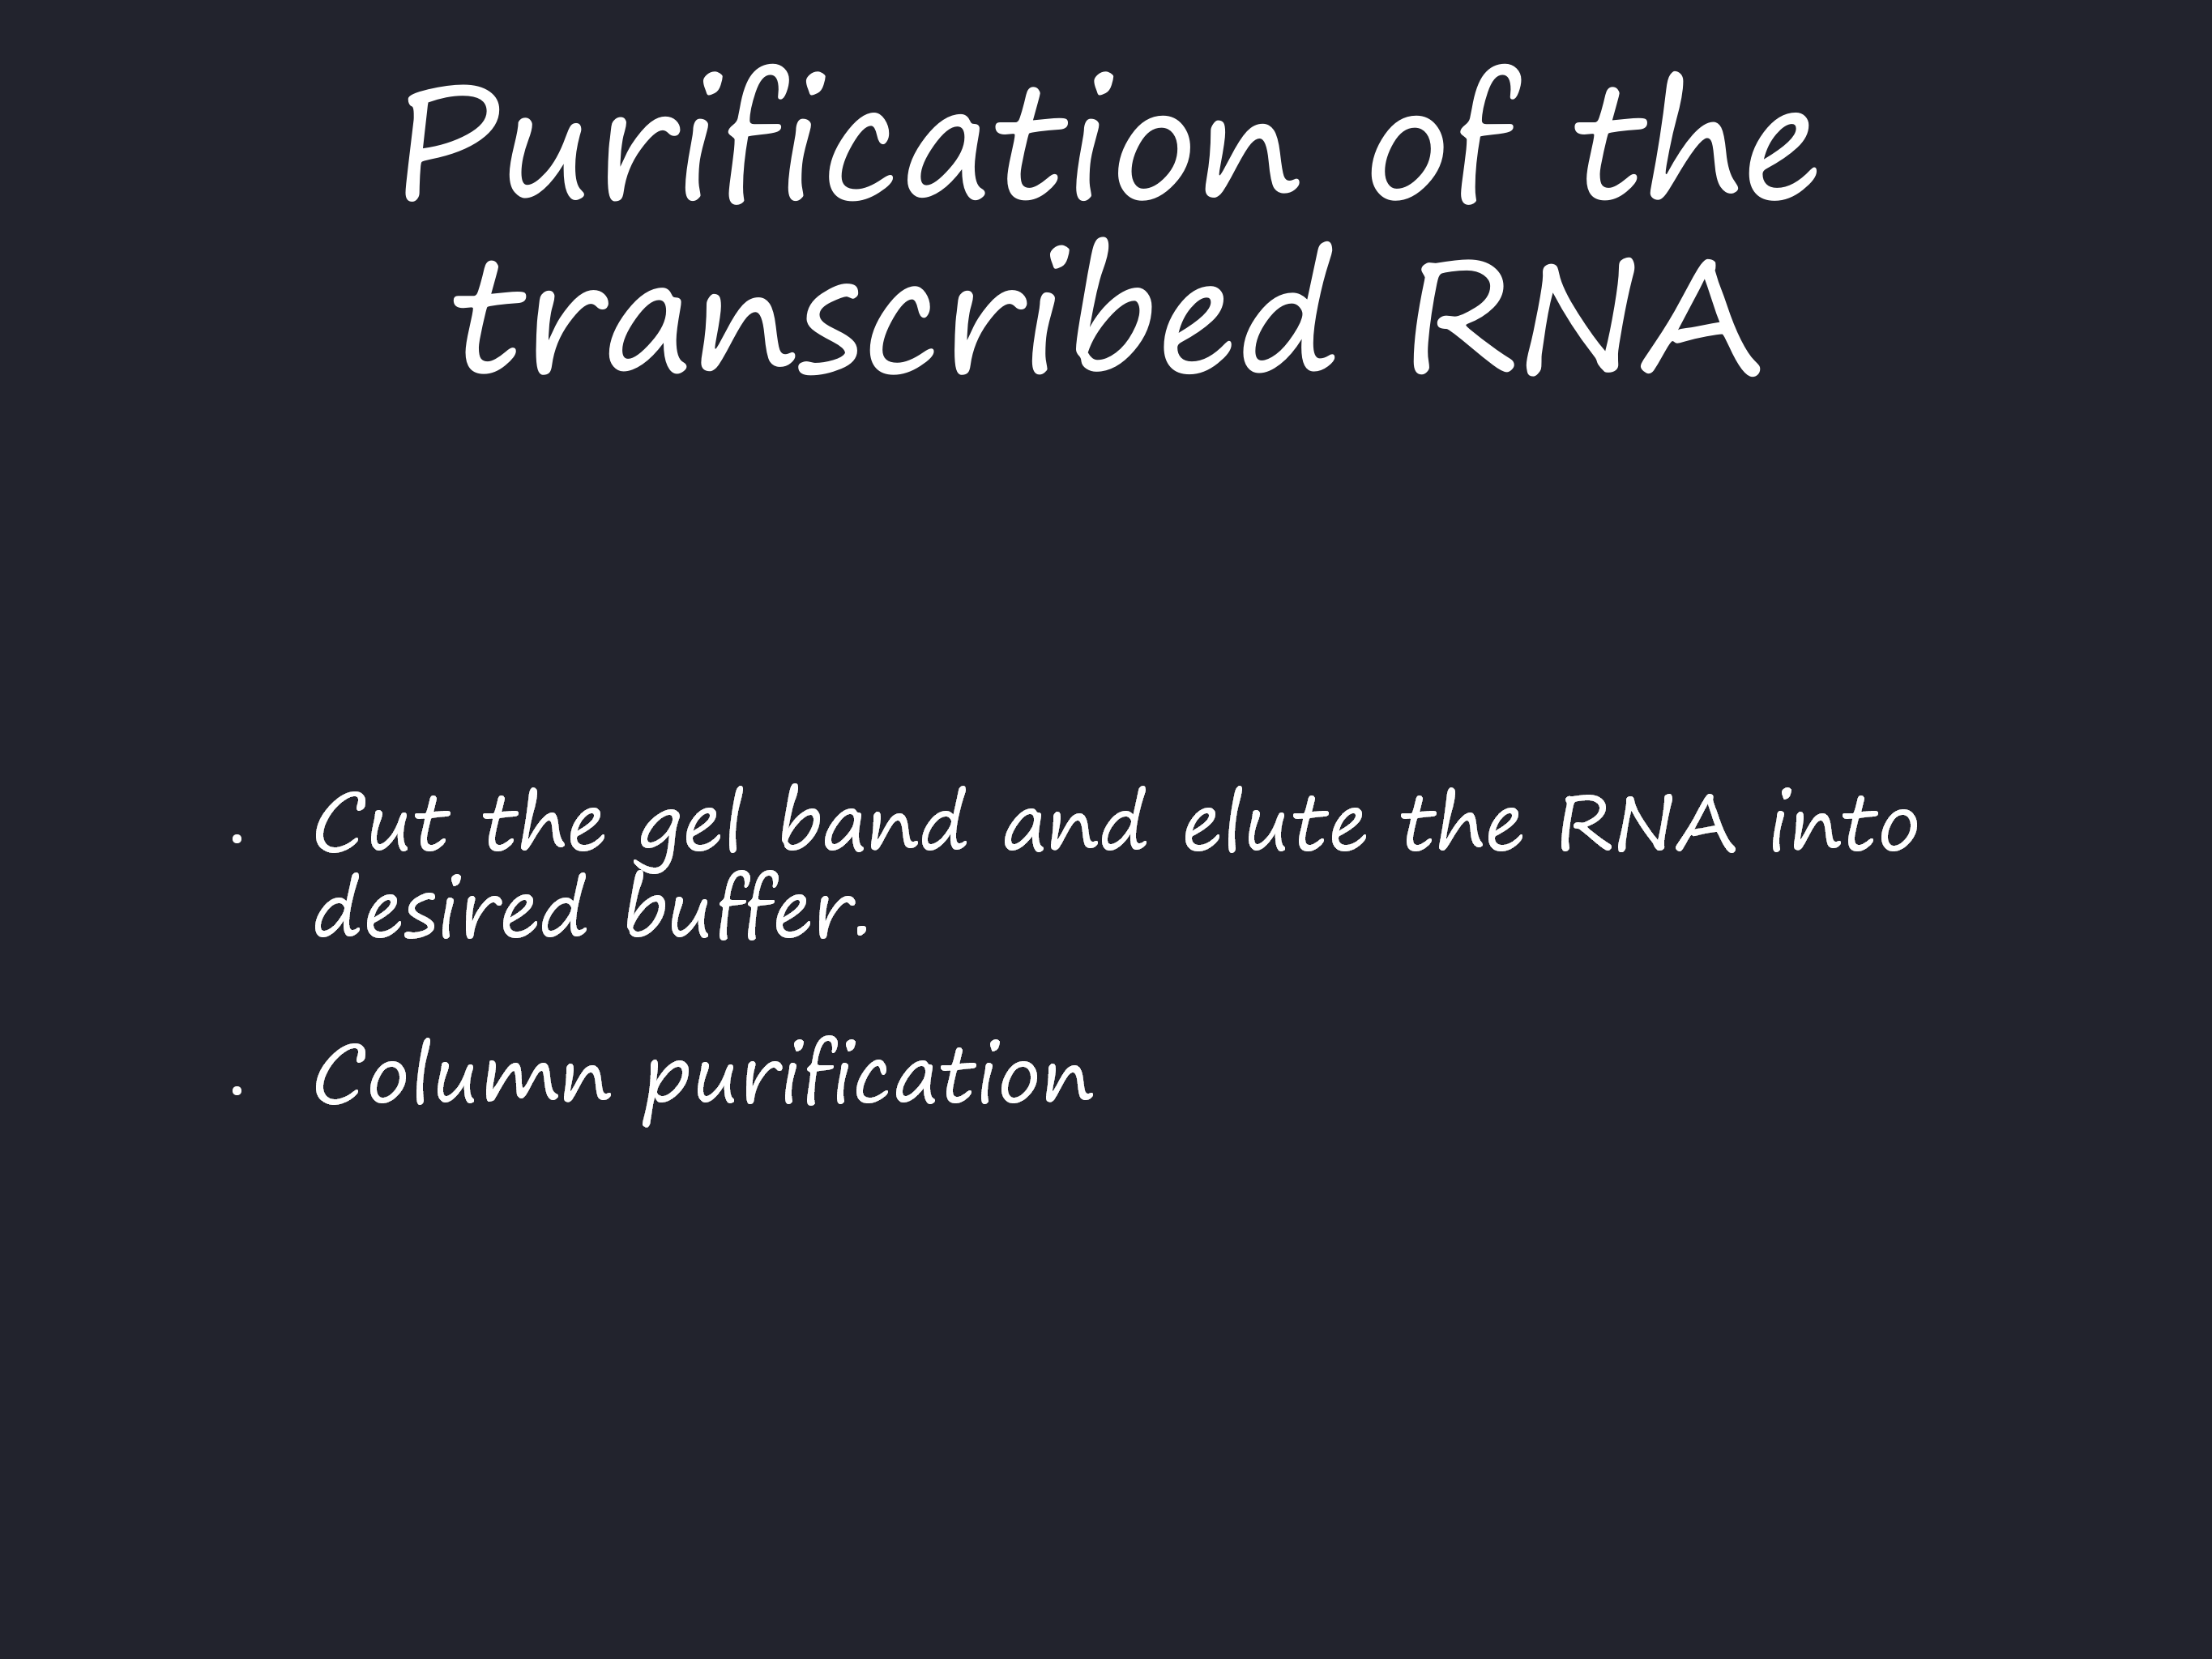 Purification of the
transcribed RNA
• Cut the gel band and elute the RNA into
desired buffer.
• Column purification